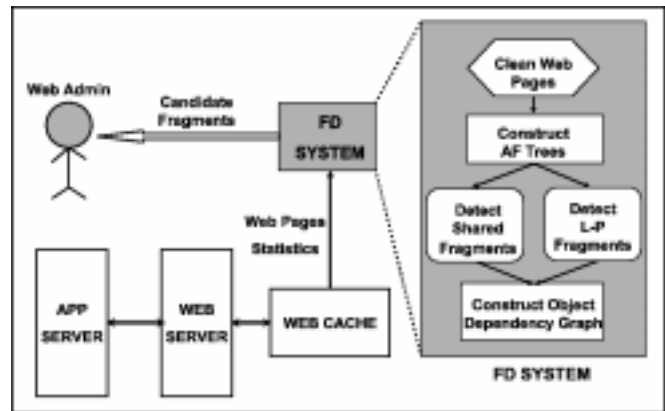 Web Admin
Candidate
Fragments
FD
SYSTEM
Web Pages
Statistics
APP
SERVER
WEB
SERVER
WEB CACHE
Clean Web
Pages
Construct
AF Trees
Detect
Shared
Fragments
Detect
L-P
Fragments
Construct Object
Dependency Graph
FD SYSTEM